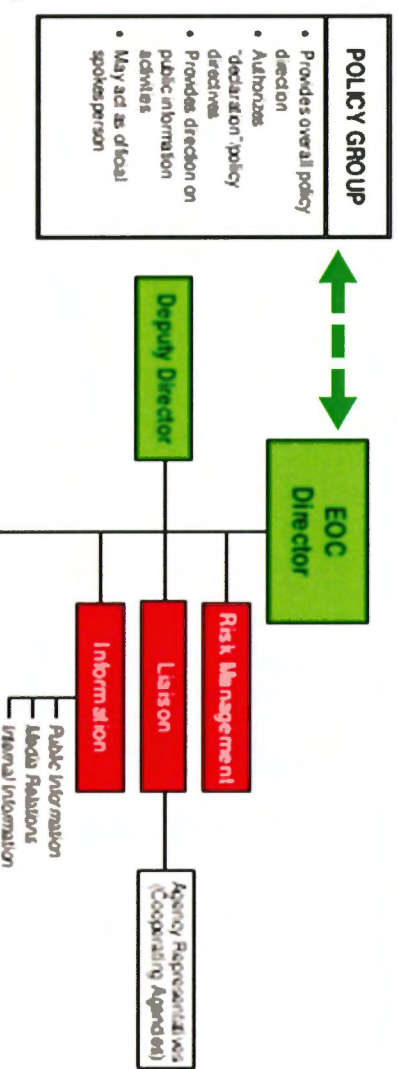 POLICY GROUP
• Provides overall policy
direction
• Authorizes
"declaration"/policy
directives
• Provides direction on
public information
activities
• May act as official
spokesperson
EOC
Director
Deputy Director
Risk Management
Liaison
Information
Public Information
Media Relations
Internal Information
Agency Representatives
(Cooperating Agencies)